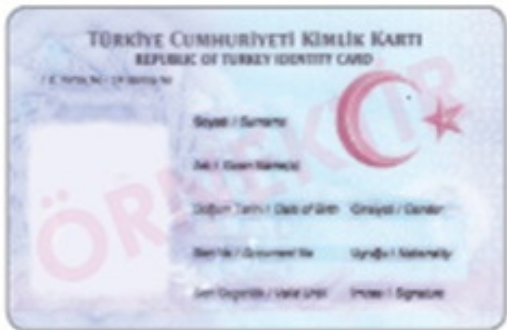 TÜRKİYE CUMHURİYETİ KİMLİK KARTI
REPUBLIC OF TURKEY IDENTITY CARD
Soyadı / Surname
Adı / Given Name(s)
Doğum Tarihi / Date of Birth Cinsiyeti / Gender
Seri No / Document No Uyruğu / Nationality
Son Geçerlilik / Valid Until İmzası / Signature
ÖRNEKTİR